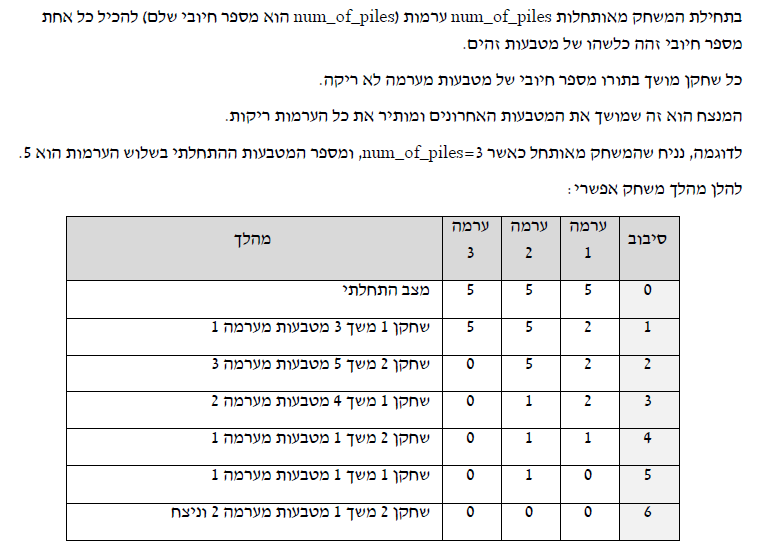 בתחילת המשחק מאותחלות num_of_piles ערמות (num_of_piles הוא מספר חיובי שלם) להכיל כל אחת
מספר חיובי זהה כלשהו של מטבעות זהים.
כל שחקן מושך בתורו מספר חיובי של מטבעות מערמה לא ריקה.
המנצח הוא זה שמושך את המטבעות האחרונים ומותיר את כל הערמות ריקות.
לדוגמה, נניח שהמשחק מאותחל כאשר num_of_piles=3, ומספר המטבעות ההתחלתי בשלוש הערמות הוא 5.
להלן מהלך משחק אפשרי:
סיבוב ערמה 1 ערמה 2 ערמה 3 מהלך
0 5 5 5 מצב התחלתי
1 2 5 5 שחקן 1 משך 3 מטבעות מערמה 1
2 2 5 0 שחקן 2 משך 5 מטבעות מערמה 3
3 2 1 0 שחקן 1 משך 4 מטבעות מערמה 2
4 1 1 0 שחקן 2 משך 1 מטבעות מערמה 1
5 0 1 0 שחקן 1 משך 1 מטבעות מערמה 1
6 0 0 0 שחקן 2 משך 1 מטבעות מערמה 2 וניצח